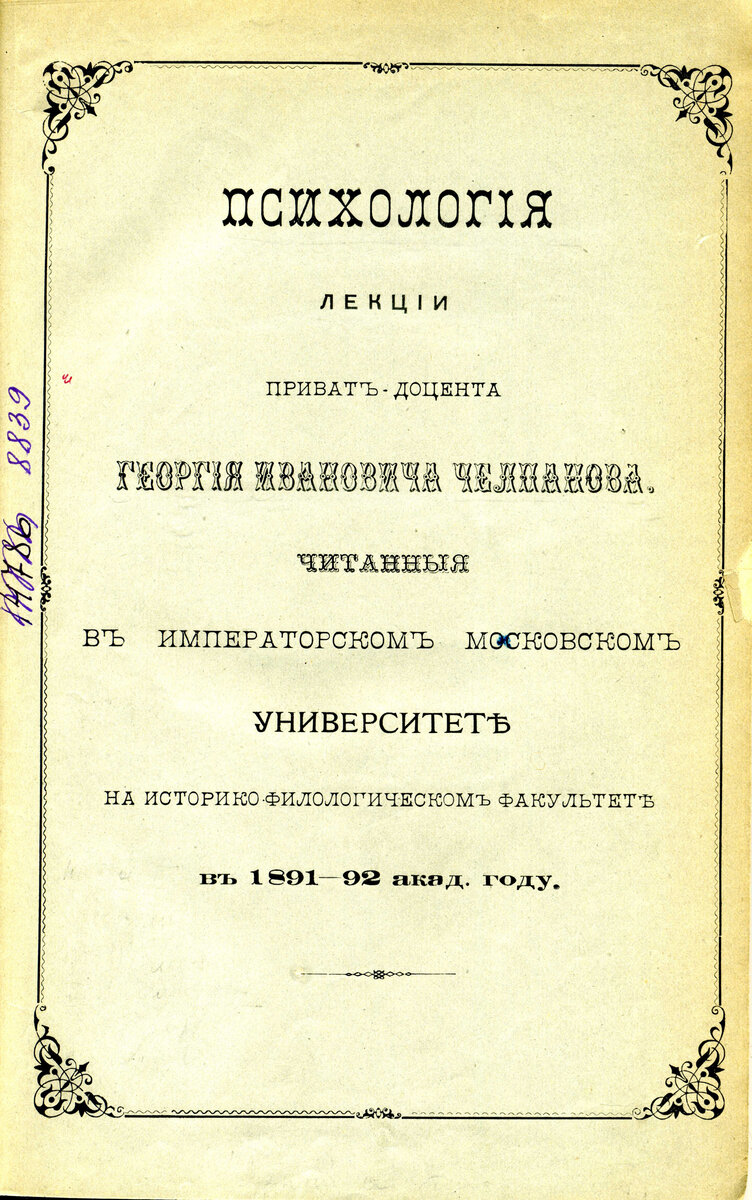 ПСИХОЛОГІЯ
ЛЕКЦІИ
ПРИВАТЪ-ДОЦЕНТА
ГЕОРГІЯ ИВАНОВИЧА ЧЕЛПАНОВА.
ЧИТАННЫЯ
ВЪ ИМПЕРАТОРСКОМЪ МОСКОВСКОМЪ
УНИВЕРСИТЕТѢ
НА ИСТОРИКО-ФИЛОЛОГИЧЕСКОМЪ ФАКУЛЬТЕТѢ
въ 1891—92 акад. году.
8839